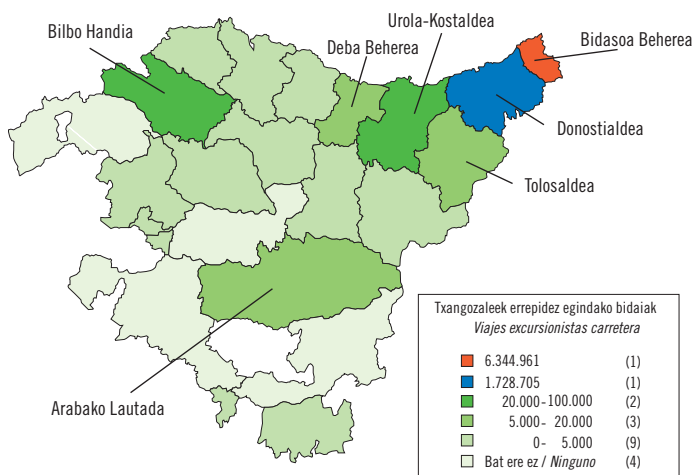 Urola-Kostaldea
Bilbo Handia
Deba Beherea
Bidasoa Beherea
Donostialdea
Tolosaldea
Arabako Lautada
Txangozaleek errepidez egindako bidaiak
Viajes excursionistas carretera
6.344.961 (1)
1.728.705 (1)
20.000-100.000 (2)
5.000- 20.000 (3)
0- 5.000 (9)
Bat ere ez / Ninguno (4)